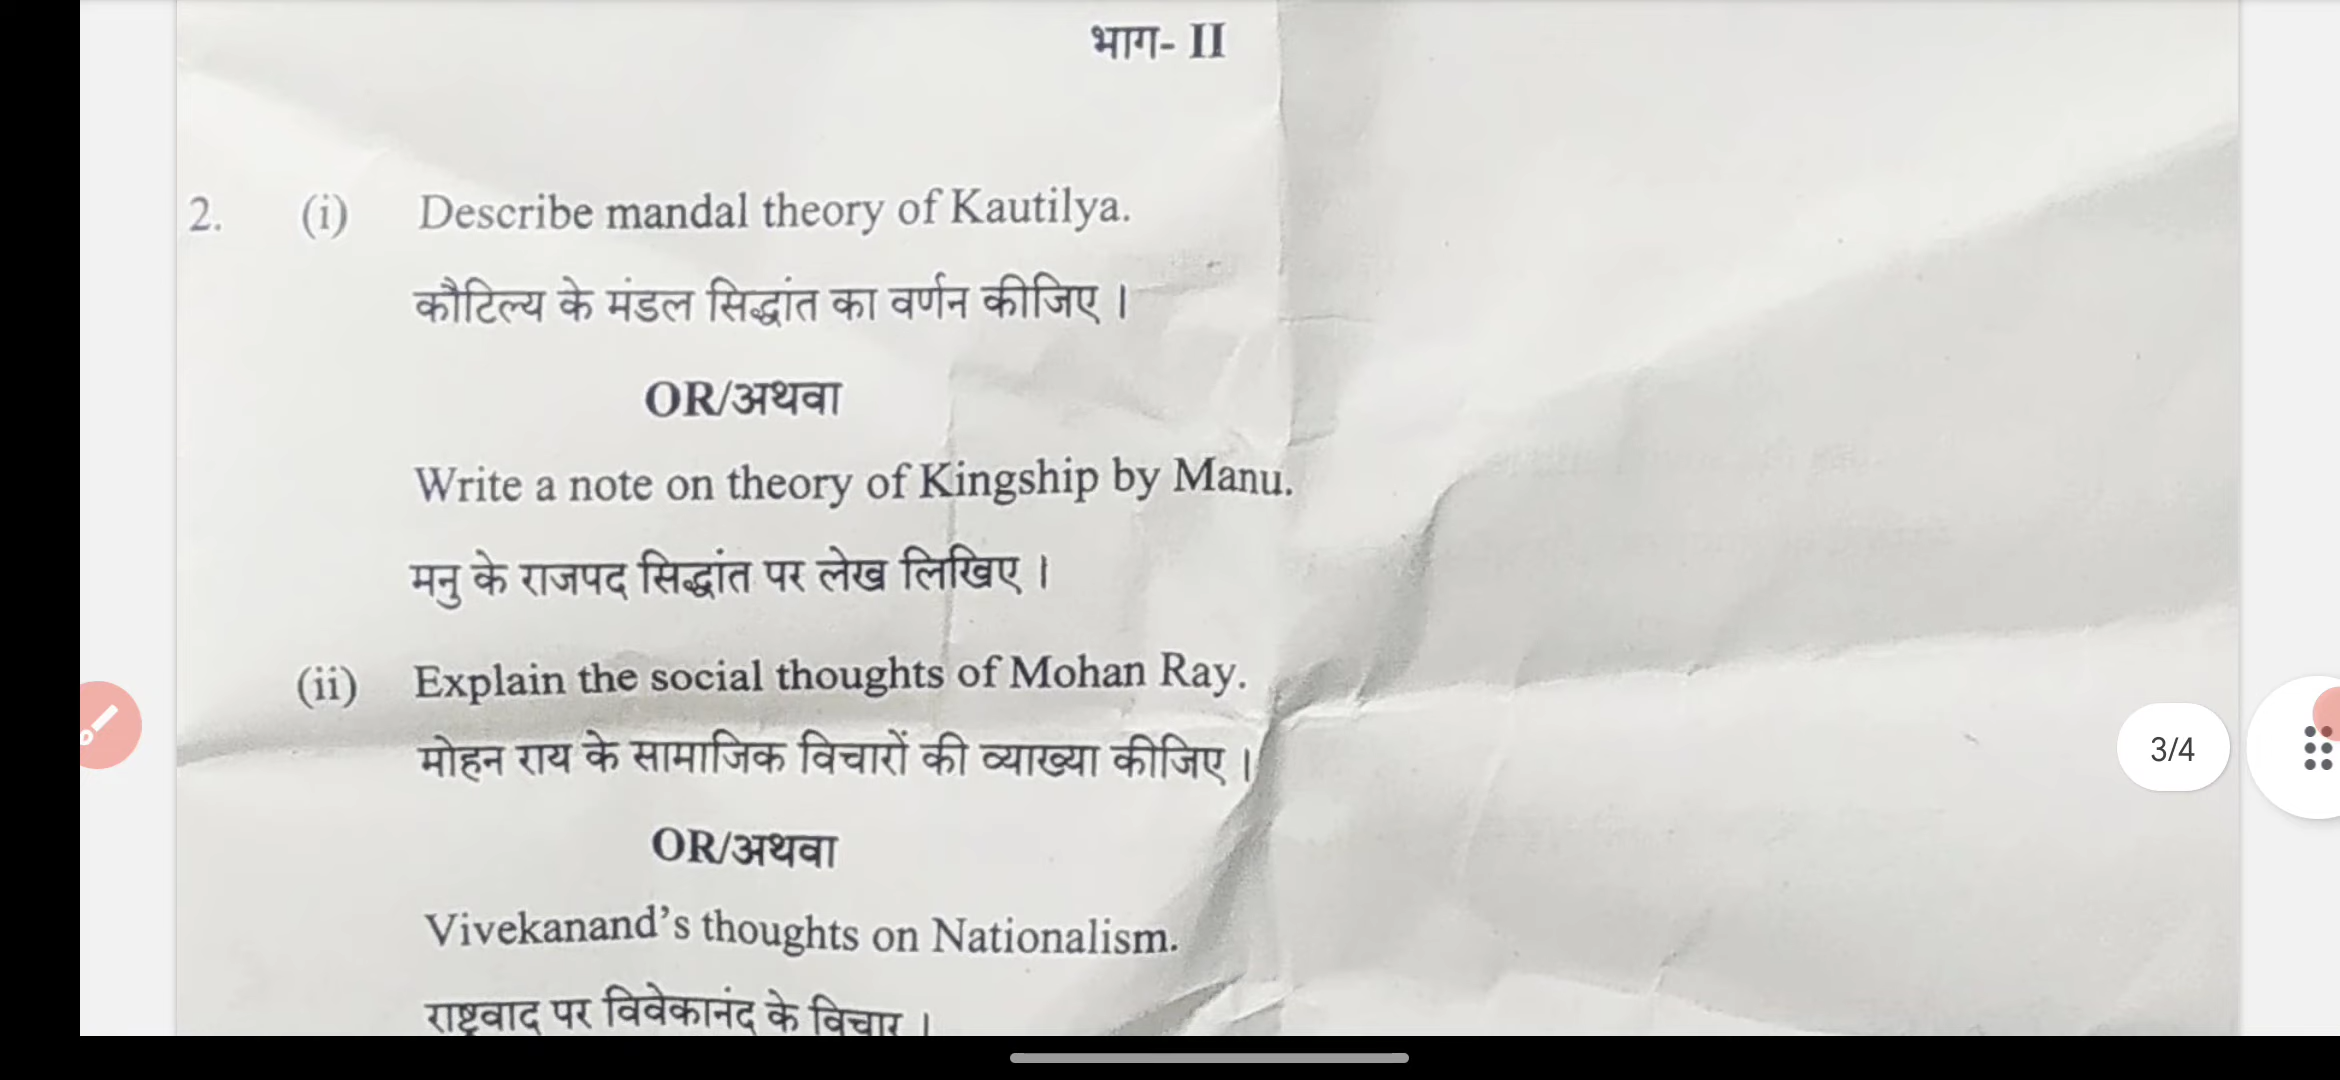 भाग- II
2. (i) Describe mandal theory of Kautilya.
कौटिल्य के मंडल सिद्धांत का वर्णन कीजिए ।
OR/अथवा
Write a note on theory of Kingship by Manu.
मनु के राजपद सिद्धांत पर लेख लिखिए ।
(ii) Explain the social thoughts of Mohan Ray.
मोहन राय के सामाजिक विचारों की व्याख्या कीजिए ।
3/4
OR/अथवा
Vivekanand’s thoughts on Nationalism.
राष्ट्रवाद पर विवेकानंद के विचार ।